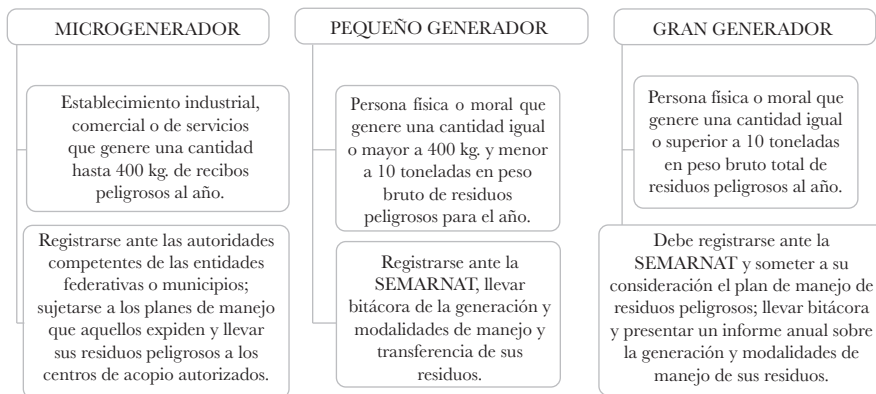 MICROGENERADOR
Establecimiento industrial,
comercial o de servicios
que genere una cantidad
hasta 400 kg. de recibos
peligrosos al año.
Registrarse ante las autoridades
competentes de las entidades
federativas o municipios;
sujetarse a los planes de manejo
que aquellos expiden y llevar
sus residuos peligrosos a los
centros de acopio autorizados.
PEQUEÑO GENERADOR
Persona física o moral que
genere una cantidad igual
o mayor a 400 kg. y menor
a 10 toneladas en peso
bruto de residuos
peligrosos para el año.
Registrarse ante la
SEMARNAT, llevar
bitácora de la generación y
modalidades de manejo y
transferencia de sus
residuos.
GRAN GENERADOR
Persona física o moral que
genere una cantidad igual
o superior a 10 toneladas
en peso bruto total de
residuos peligrosos al año.
Debe registrarse ante la
SEMARNAT y someter a su
consideración el plan de manejo de
residuos peligrosos; llevar bitácora
y presentar un informe anual sobre
la generación y modalidades de
manejo de sus residuos.